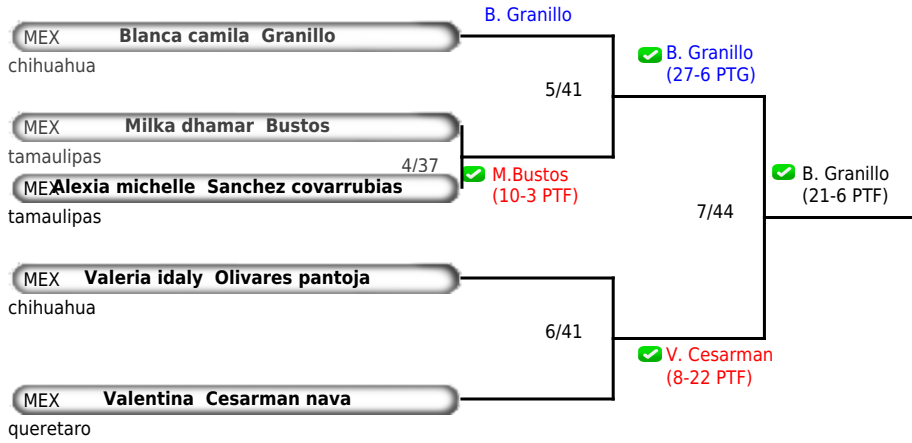 B. Granillo
MEX Blanca camila Granillo
chihuahua
B. Granillo
(27-6 PTG)
5/41
MEX Milka dhamar Bustos
tamaulipas
4/37
M.Bustos
(10-3 PTF)
MEX Alexia michelle Sanchez covarrubias
tamaulipas
B. Granillo
(21-6 PTF)
7/44
MEX Valeria idaly Olivares pantoja
chihuahua
6/41
V. Cesarman
(8-22 PTF)
MEX Valentina Cesarman nava
queretaro